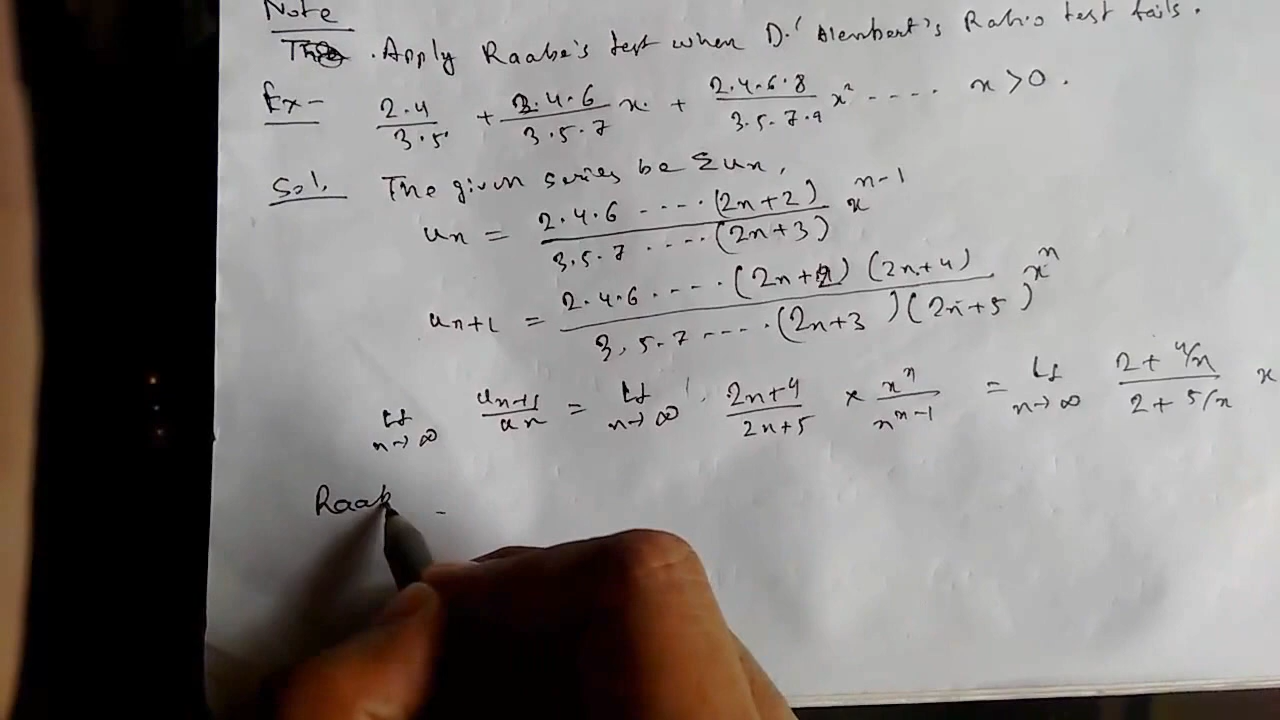 Note
. Apply Raabe's test when D.' Alembert's Ratio test fails.
Ex- 2.4/3.5 + 2.4.6/3.5.7 x. + 2.4.6.8/3.5.7.9 x² ---- x>0.
Sol. The given series be Σun,
un = 2.4.6 ----.(2n+2)/3.5.7 ----.(2n+3) x^n-1
un+1 = 2.4.6.----.(2n+2)(2n+4)/3.5.7----.(2n+3)(2n+5) x^n
Lt n→∞ un+1/un = Lt n→∞ 2n+4/2n+5 × x^n/x^n-1 = Lt n→∞ 2+4/n/2+5/n x
Raab -